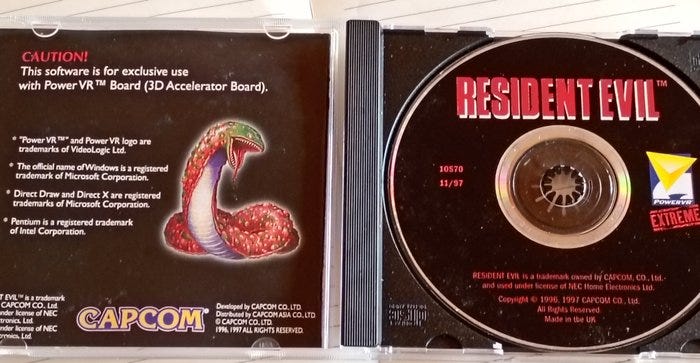 CAUTION!
This software is for exclusive use
with Power VR™ Board (3D Accelerator Board).
* "Power VR™" and Power VR logo are
trademarks of VideoLogic Ltd.
* The official name of Windows is a registered
trademark of Microsoft Corporation.
* Direct Draw and Direct X are registered
trademarks of Microsoft Corporation.
* Pentium is a registered trademark
of Intel Corporation.
T EVIL™ is a trademark
CAPCOM CO., Ltd.
nder license of NEC
tronics, Ltd.
CAPCOM
Developed by CAPCOM CO., LTD.
Distributed by CAPCOM ASIA CO., LTD.
© CAPCOM CO., LTD.
1996, 1997 ALL RIGHTS RESERVED.
RESIDENT EVIL™
10570
11/97
POWERVR
EXTREME
RESIDENT EVIL is a trademark owned by CAPCOM, CO., Ltd.
and used under license of NEC Home Electronics Ltd.
Copyright © 1996, 1997 CAPCOM CO., Ltd.
All Rights Reserved
Made in the UK